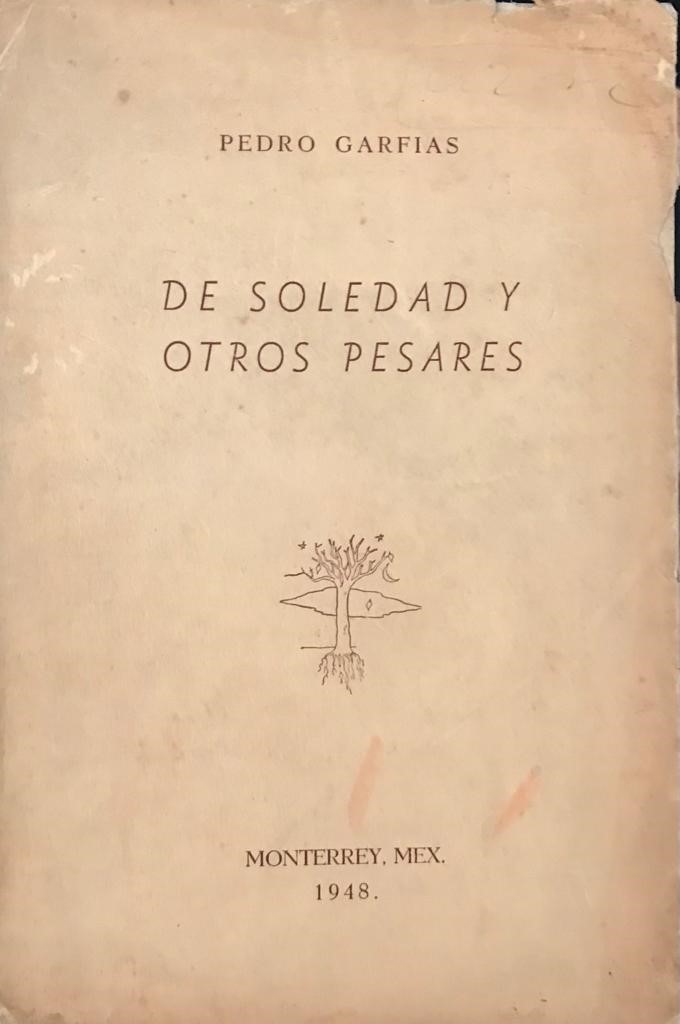 PEDRO GARFIAS
DE SOLEDAD Y
OTROS PESARES
MONTERREY, MEX.
1948.